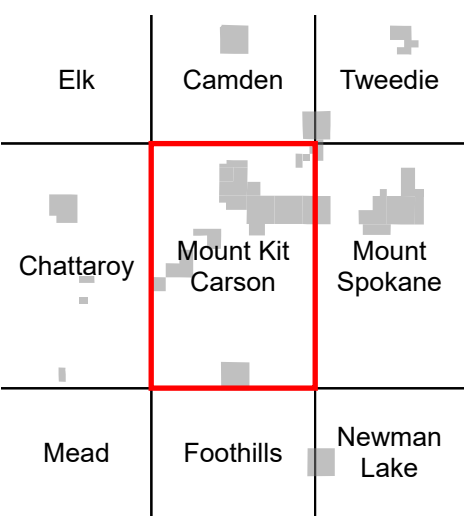 Elk
Camden
Tweedie
Chattaroy
Mount Kit
Carson
Mount
Spokane
Mead
Foothills
Newman
Lake